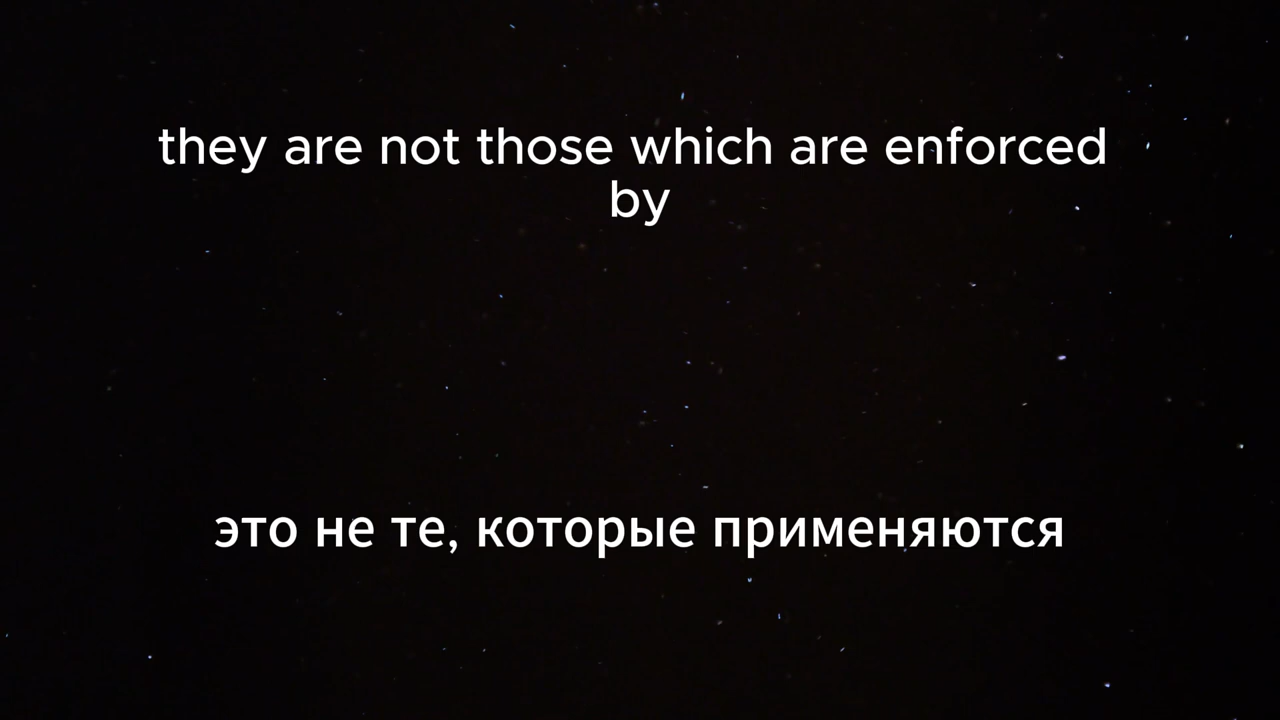 they are not those which are enforced
by
это не те, которые применяются